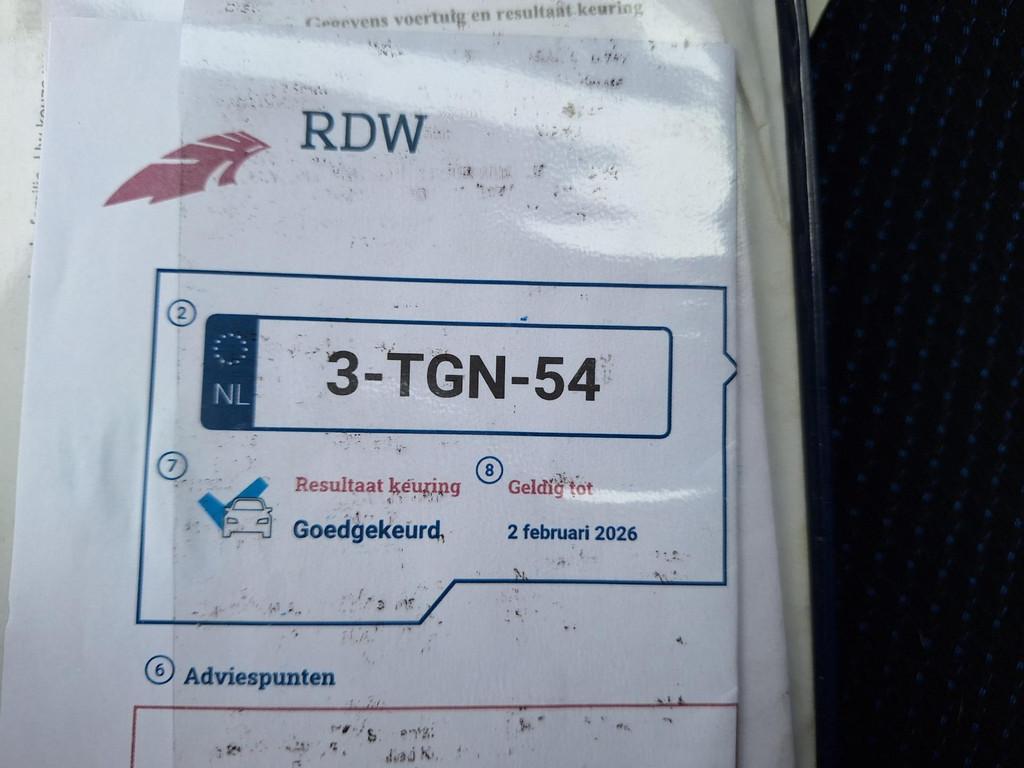 Gegevens voertuig en resultaat keuring
RDW
2
NL
3-TGN-54
7
Resultaat keuring
Goedgekeurd
8
Geldig tot
2 februari 2026
6 Adviespunten